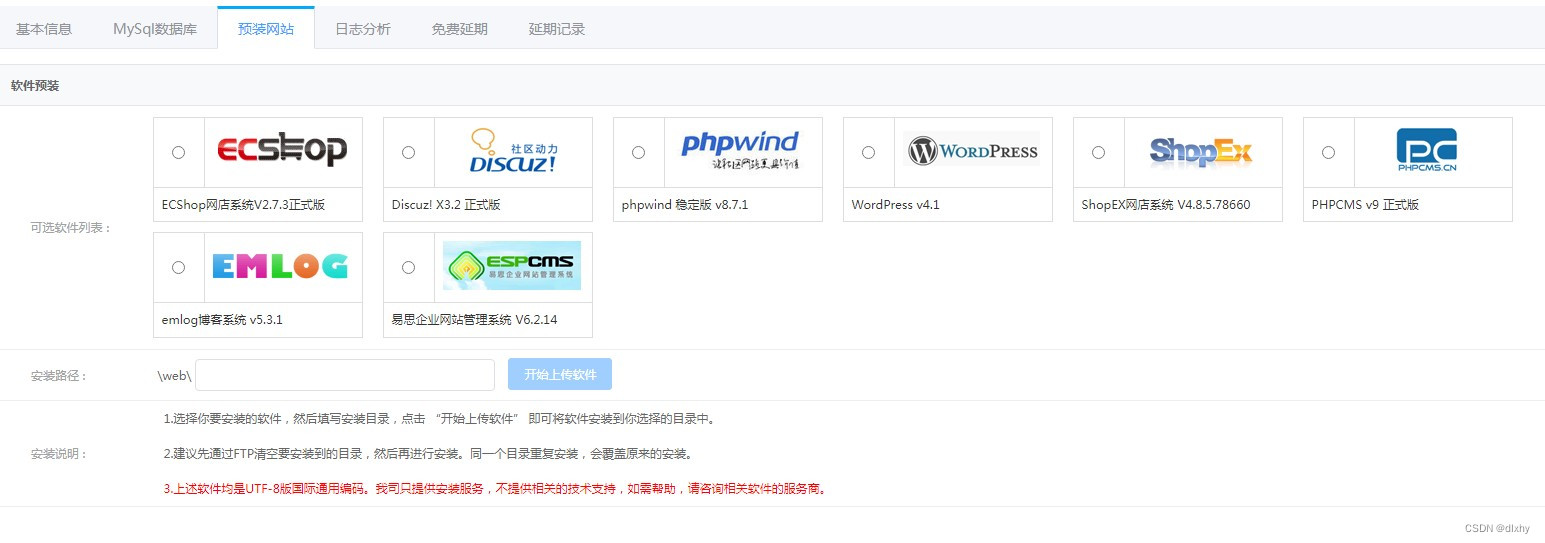 基本信息 MySql数据库 预装网站 日志分析 免费延期 延期记录
软件预装
可选软件列表：
ECSHOP
社区动力
DISCUZ!
phpwind
WORDPRESS
ShopEx
PC
PHPCMS.CN
ECShop网店系统V2.7.3正式版 Discuz! X3.2 正式版 phpwind 稳定版 v8.7.1 WordPress v4.1 ShopEX网店系统 V4.8.5.78660 PHPCMS v9 正式版
EMLOG
ESPCMS
易思企业网站管理系统
emlog博客系统 v5.3.1 易思企业网站管理系统 V6.2.14
安装路径： \web\ 开始上传软件
安装说明：
1.选择你要安装的软件，然后填写安装目录，点击 “开始上传软件” 即可将软件安装到你选择的目录中。
2.建议先通过FTP清空要安装到的目录，然后再进行安装。同一个目录重复安装，会覆盖原来的安装。
3.上述软件均是UTF-8版国际通用编码。我司只提供安装服务，不提供相关的技术支持，如需帮助，请咨询相关软件的服务商。
CSDN @dlxhy